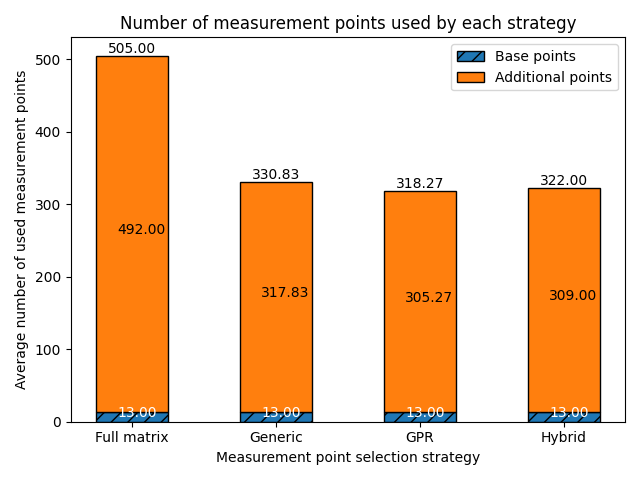 Number of measurement points used by each strategy
Average number of used measurement points
500
400
300
200
100
0
Base points
Additional points
505.00
330.83
318.27
322.00
492.00
317.83
305.27
309.00
13.00
13.00
13.00
13.00
Full matrix
Generic
GPR
Hybrid
Measurement point selection strategy